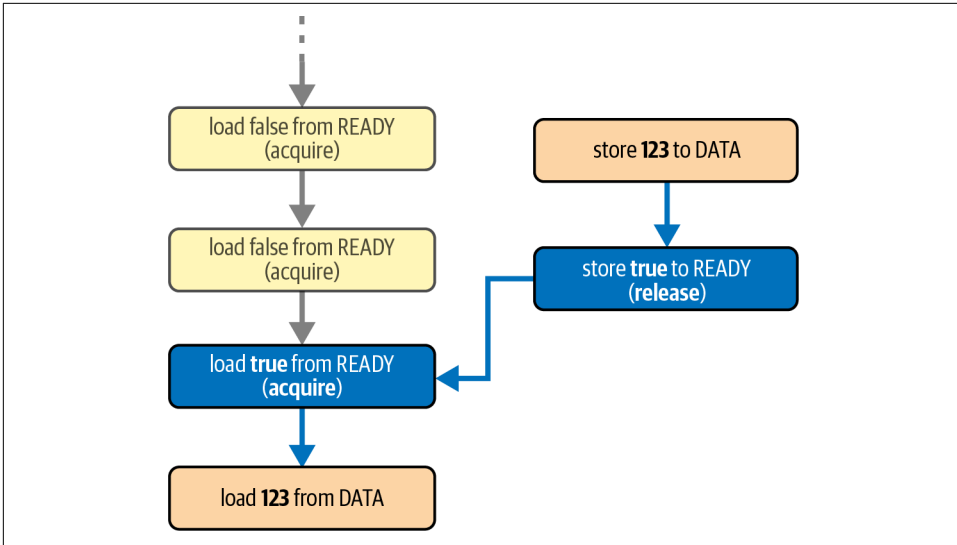 load false from READY
(acquire)
store 123 to DATA
load false from READY
(acquire)
store true to READY
(release)
load true from READY
(acquire)
load 123 from DATA